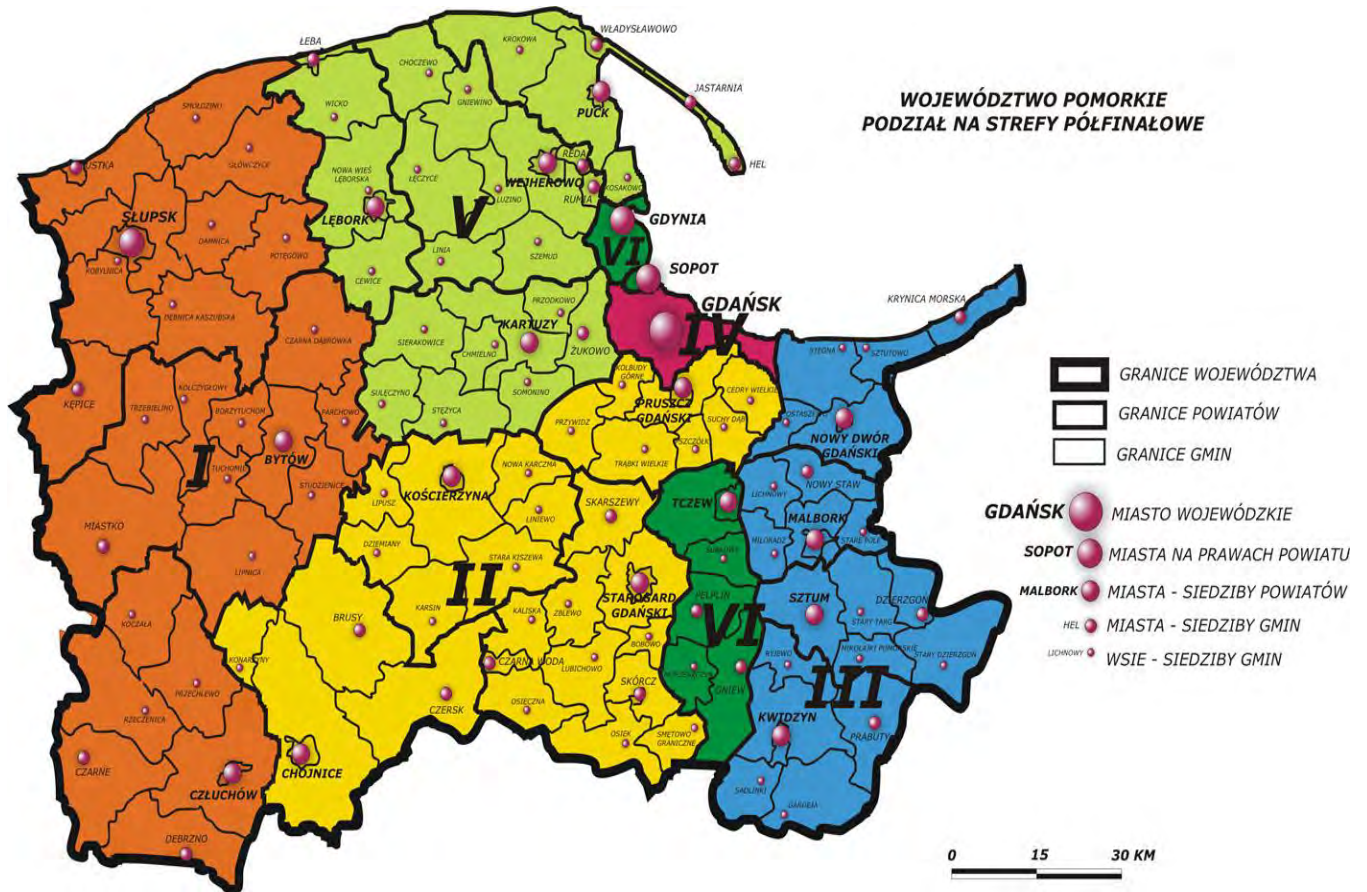 WOJEWÓDZTWO POMORKIE
PODZIAŁ NA STREFY PÓŁFINAŁOWE
WŁADYSŁAWOWO
ŁEBA
KROKOWA
CHOCZEWO
JASTARNIA
WICKO
GNIEWINO
PUCK
SMOŁDZINO
GŁÓWCZYCE
USTKA
HEL
REDA
NOWA WIEŚ
LĘBORSKA
ŁĘCZYCE
WEJHEROWO
KOSAKOWO
LUZINO
RUMIA
LĘBORK
V
GDYNIA
SŁUPSK
DAMNICA
POTĘGOWO
KOBYLNICA
LINIA
SZEMUD
VI
SOPOT
CEWICE
GDAŃSK
KRYNICA MORSKA
DĘBNICA KASZUBSKA
CZARNA DĄBRÓWKA
PRZODKOWO
KARTUZY
SIERAKOWICE
CHMIELNO
ŻUKOWO
IV
STEGNA
SZTUTOWO
KOLBUDY
GÓRNE
KĘPICE
KOŁCZYGŁOWY
TRZEBIELINO
BORZYTUCHOM
PARCHOWO
SULĘCZYNO
SOMONINO
STĘŻYCA
PRUSZCZ
GDAŃSKI
CEDRY WIELKIE
PRZYWIDZ
SUCHY DĄB
OSTASZEWO
NOWY DWÓR
GDAŃSKI
I
BYTÓW
TUCHOMIE
STUDZIENICE
PSZCZÓŁKI
TRĄBKI WIELKIE
KOŚCIERZYNA
NOWA KARCZMA
LIPUSZ
LINIEWO
SKARSZEWY
TCZEW
LICHNOWY
NOWY STAW
MALBORK
MIASTKO
DZIEMIANY
STARA KISZEWA
MIŁORADZ
STARE POLE
LIPNICA
SUBKOWY
II
STAROGARD
GDAŃSKI
PELPLIN
SZTUM
DZIERZGOŃ
KOCZAŁA
BRUSY
KARSIN
KALISKA
ZBLEWO
STARY TARG
BOBOWO
VI
KONARZYNY
CZARNA WODA
LUBICHOWO
RYJEWO
MIKOŁAJKI POMORSKIE
STARY DZIERZGOŃ
PRZECHLEWO
GNIEW
III
RZECZENICA
CZERSK
OSIECZNA
SKÓRCZ
KWIDZYN
PRABUTY
SMĘTOWO
GRANICZNE
OSIEK
CZARNE
CZŁUCHÓW
CHOJNICE
SADLINKI
GARDEJA
DEBRZNO
GRANICE WOJEWÓDZTWA
GRANICE POWIATÓW
GRANICE GMIN
GDAŃSK MIASTO WOJEWÓDZKIE
SOPOT MIASTA NA PRAWACH POWIATU
MALBORK MIASTA - SIEDZIBY POWIATÓW
HEL MIASTA - SIEDZIBY GMIN
LICHNOWY WSIE - SIEDZIBY GMIN
0 15 30 KM